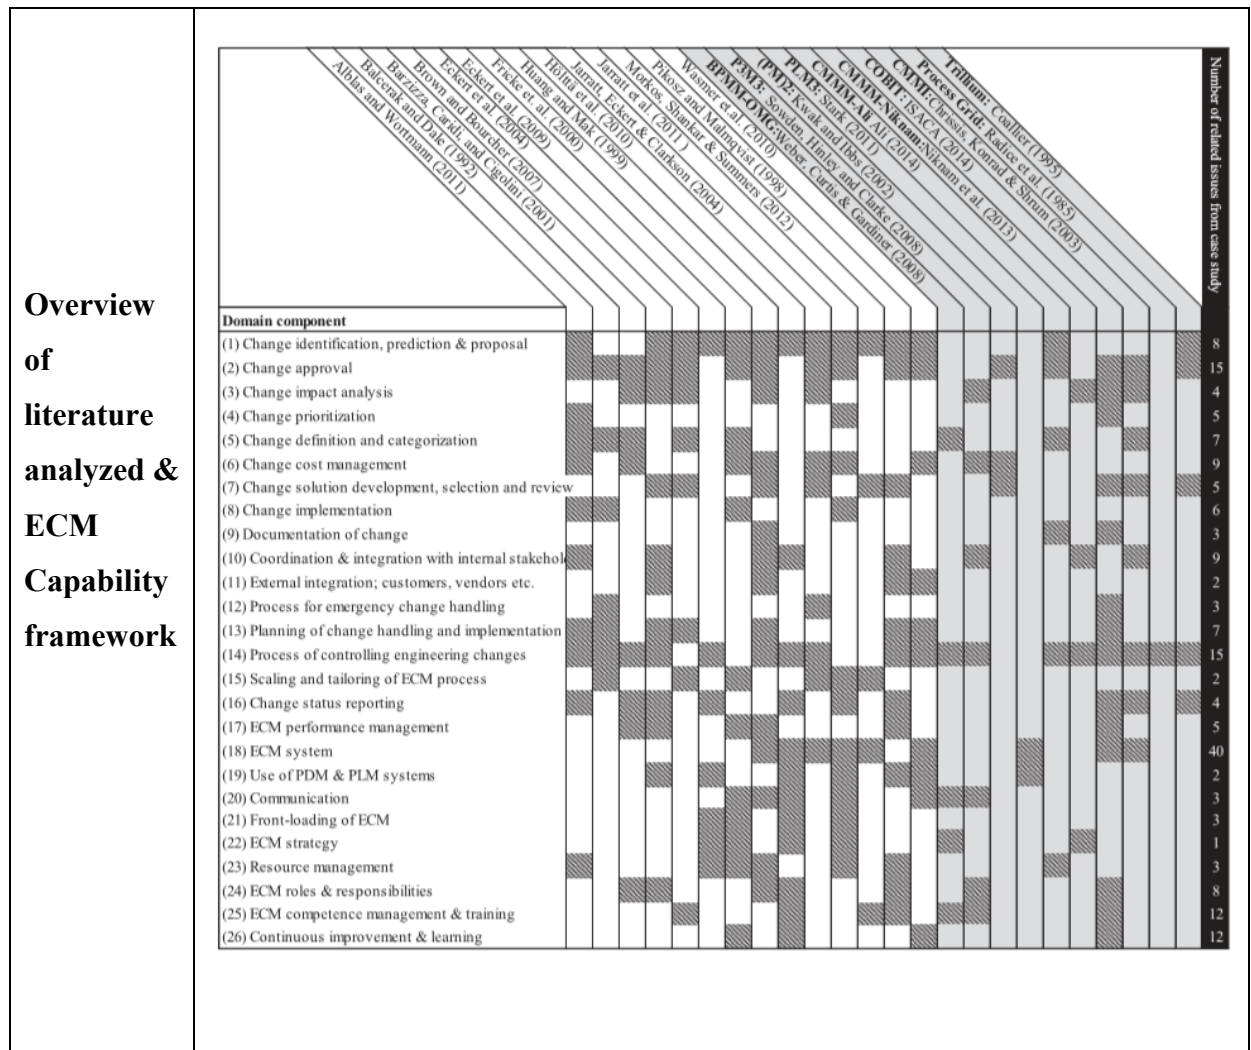 Overview
of
literature
analyzed &
ECM
Capability
framework
Alblas and Wortmann (2011)
Balcerak and Dale (1992)
Barzizza, Caridi, and Cigolini (2001)
Brown and Bourcher (2007)
Eckert et al. (2004)
Eckert et al. (2009)
Fricke et. al. (2000)
Huang and Mak (1999)
Hölttä et al. (2010)
Jarratt, Eckert & Clarkson (2004)
Jarratt et al. (2011)
Morkos, Shankar & Summers (2012)
Pikosz and Malmqvist (1998)
Wasmer et al. (2010)
BPMM-OMG:Weber, Curtis & Gardiner (2008)
P3M3: Sowden, Hinley and Clarke (2008)
(PM)2: Kwak and Ibbs (2002)
PLM3: Stark (2011)
CMMM-Ali Ali (2014)
CMMM-Niknam:Niknam et al. (2013)
COBIT: ISACA (2014)
CMMI:Chrissis, Konrad & Shrum (2003)
Process Grid: Radice et al. (1985)
Trillium: Coallier (1995)
Number of related issues from case study
Domain component
(1) Change identification, prediction & proposal 8
(2) Change approval 15
(3) Change impact analysis 4
(4) Change prioritization 5
(5) Change definition and categorization 7
(6) Change cost management 9
(7) Change solution development, selection and review 5
(8) Change implementation 6
(9) Documentation of change 3
(10) Coordination & integration with internal stakehol 9
(11) External integration; customers, vendors etc. 2
(12) Process for emergency change handling 3
(13) Planning of change handling and implementation 7
(14) Process of controlling engineering changes 15
(15) Scaling and tailoring of ECM process 2
(16) Change status reporting 4
(17) ECM performance management 5
(18) ECM system 40
(19) Use of PDM & PLM systems 2
(20) Communication 3
(21) Front-loading of ECM 3
(22) ECM strategy 1
(23) Resource management 3
(24) ECM roles & responsibilities 8
(25) ECM competence management & training 12
(26) Continuous improvement & learning 12